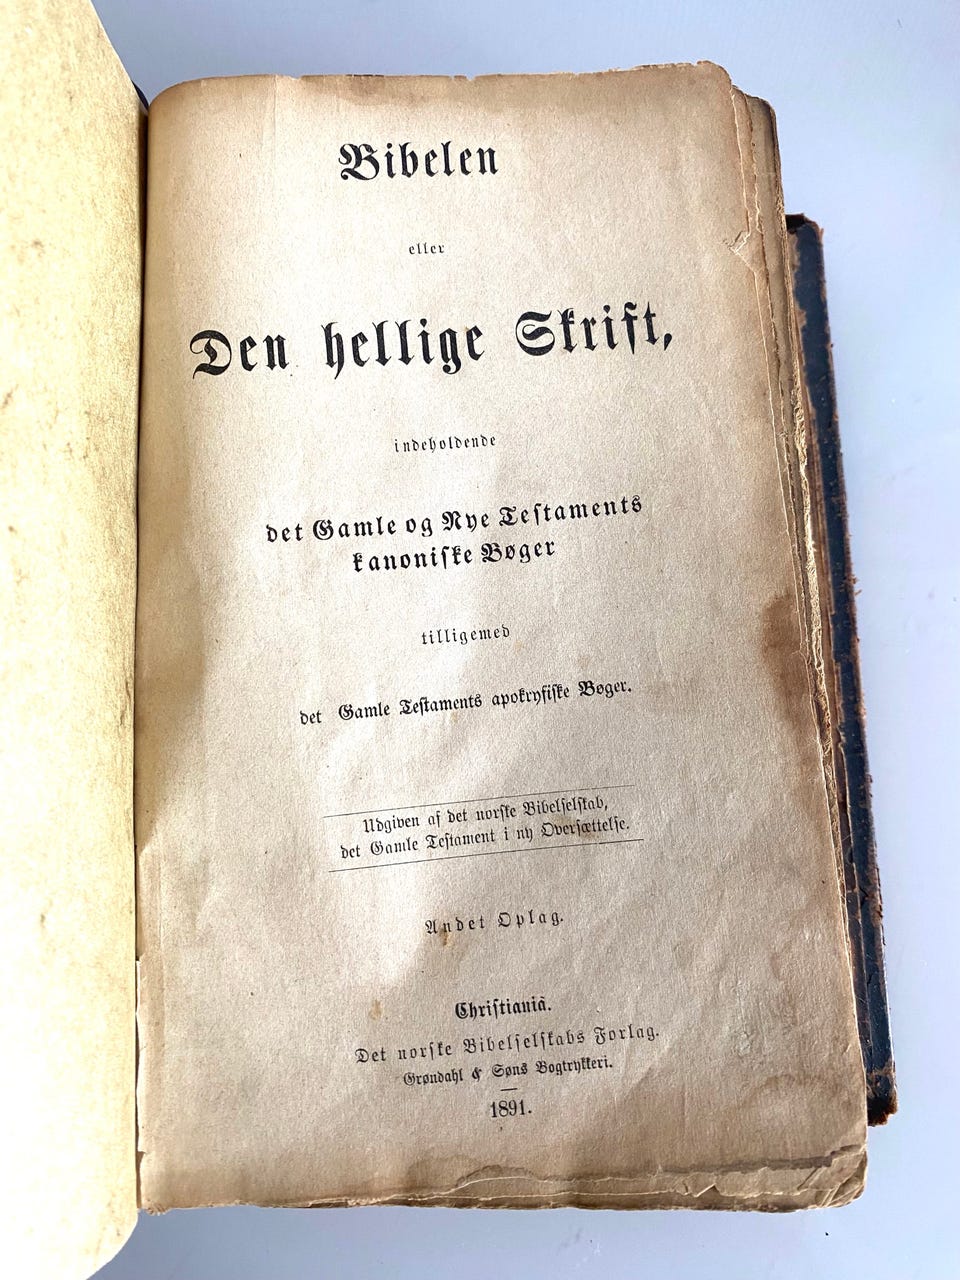 Bibelen
eller
Den hellige Skrift,
indeholdende
det Gamle og Nye Testaments
kanoniske Bøger
tilligemed
det Gamle Testaments apokryfiske Bøger.
Udgiven af det norske Bibelselskab,
det Gamle Testament i ny Oversættelse.
Andet Oplag.
Christiania.
Det norske Bibelselskabs Forlag.
Grøndahl & Søns Bogtrykkeri.
1891.